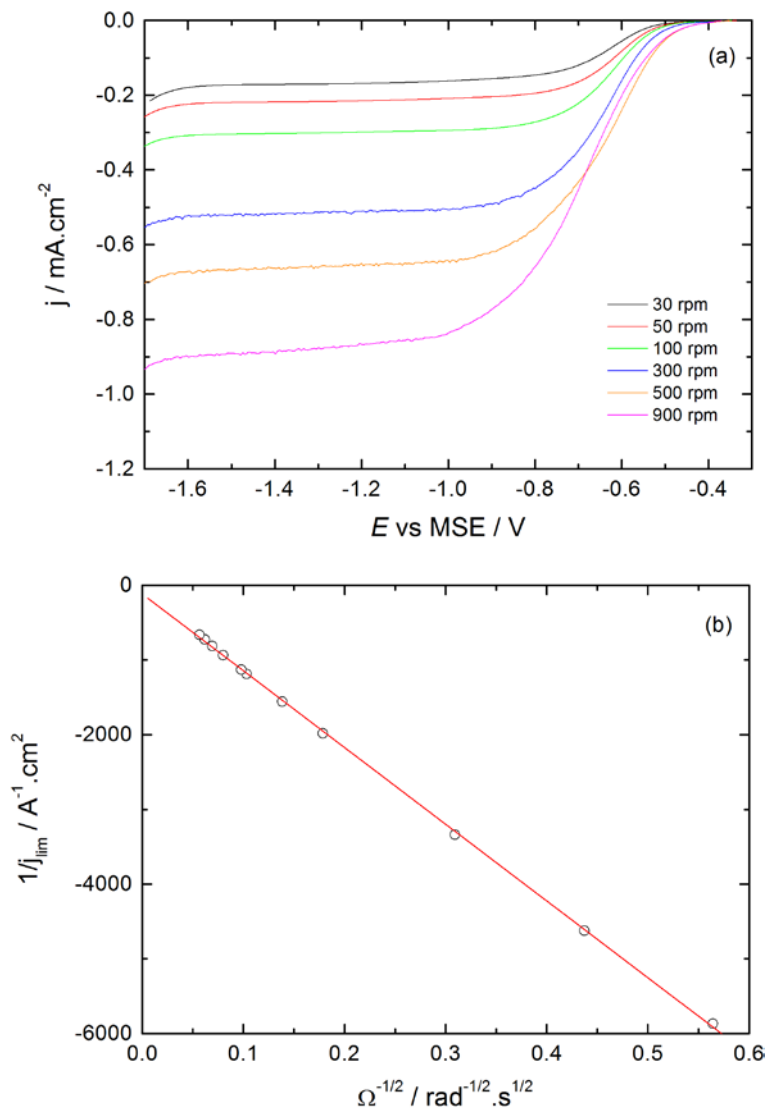 (a)
0.0
-0.2
-0.4
-0.6
-0.8
-1.0
-1.2
j / mA.cm⁻²
30 rpm
50 rpm
100 rpm
300 rpm
500 rpm
900 rpm
-1.6 -1.4 -1.2 -1.0 -0.8 -0.6 -0.4
E vs MSE / V
(b)
0
-2000
-4000
-6000
1/j_lim / A⁻¹.cm²
0.0 0.1 0.2 0.3 0.4 0.5 0.6
Ω⁻¹/² / rad⁻¹/².s¹/²